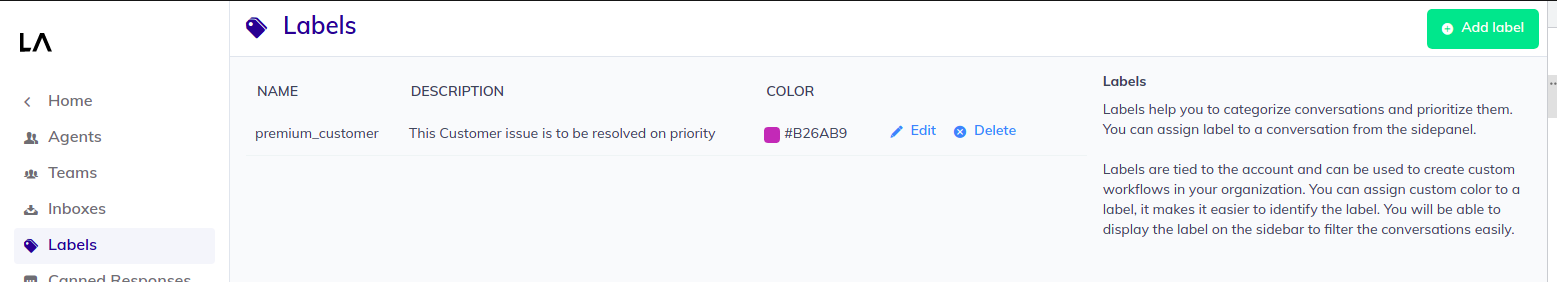 LA
Home
Agents
Teams
Inboxes
Labels
Canned Responses
Labels
Add label
NAME DESCRIPTION COLOR
premium_customer This Customer issue is to be resolved on priority #B26AB9 Edit Delete
Labels
Labels help you to categorize conversations and prioritize them.
You can assign label to a conversation from the sidepanel.
Labels are tied to the account and can be used to create custom
workflows in your organization. You can assign custom color to a
label, it makes it easier to identify the label. You will be able to
display the label on the sidebar to filter the conversations easily.